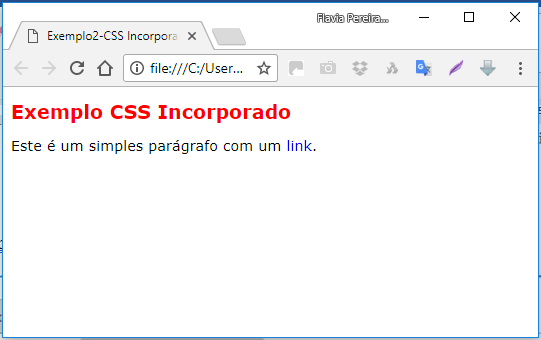 Flavia Pereira...
Exemplo2-CSS Incorpora
file:///C:/User...
Exemplo CSS Incorporado
Este é um simples parágrafo com um link.